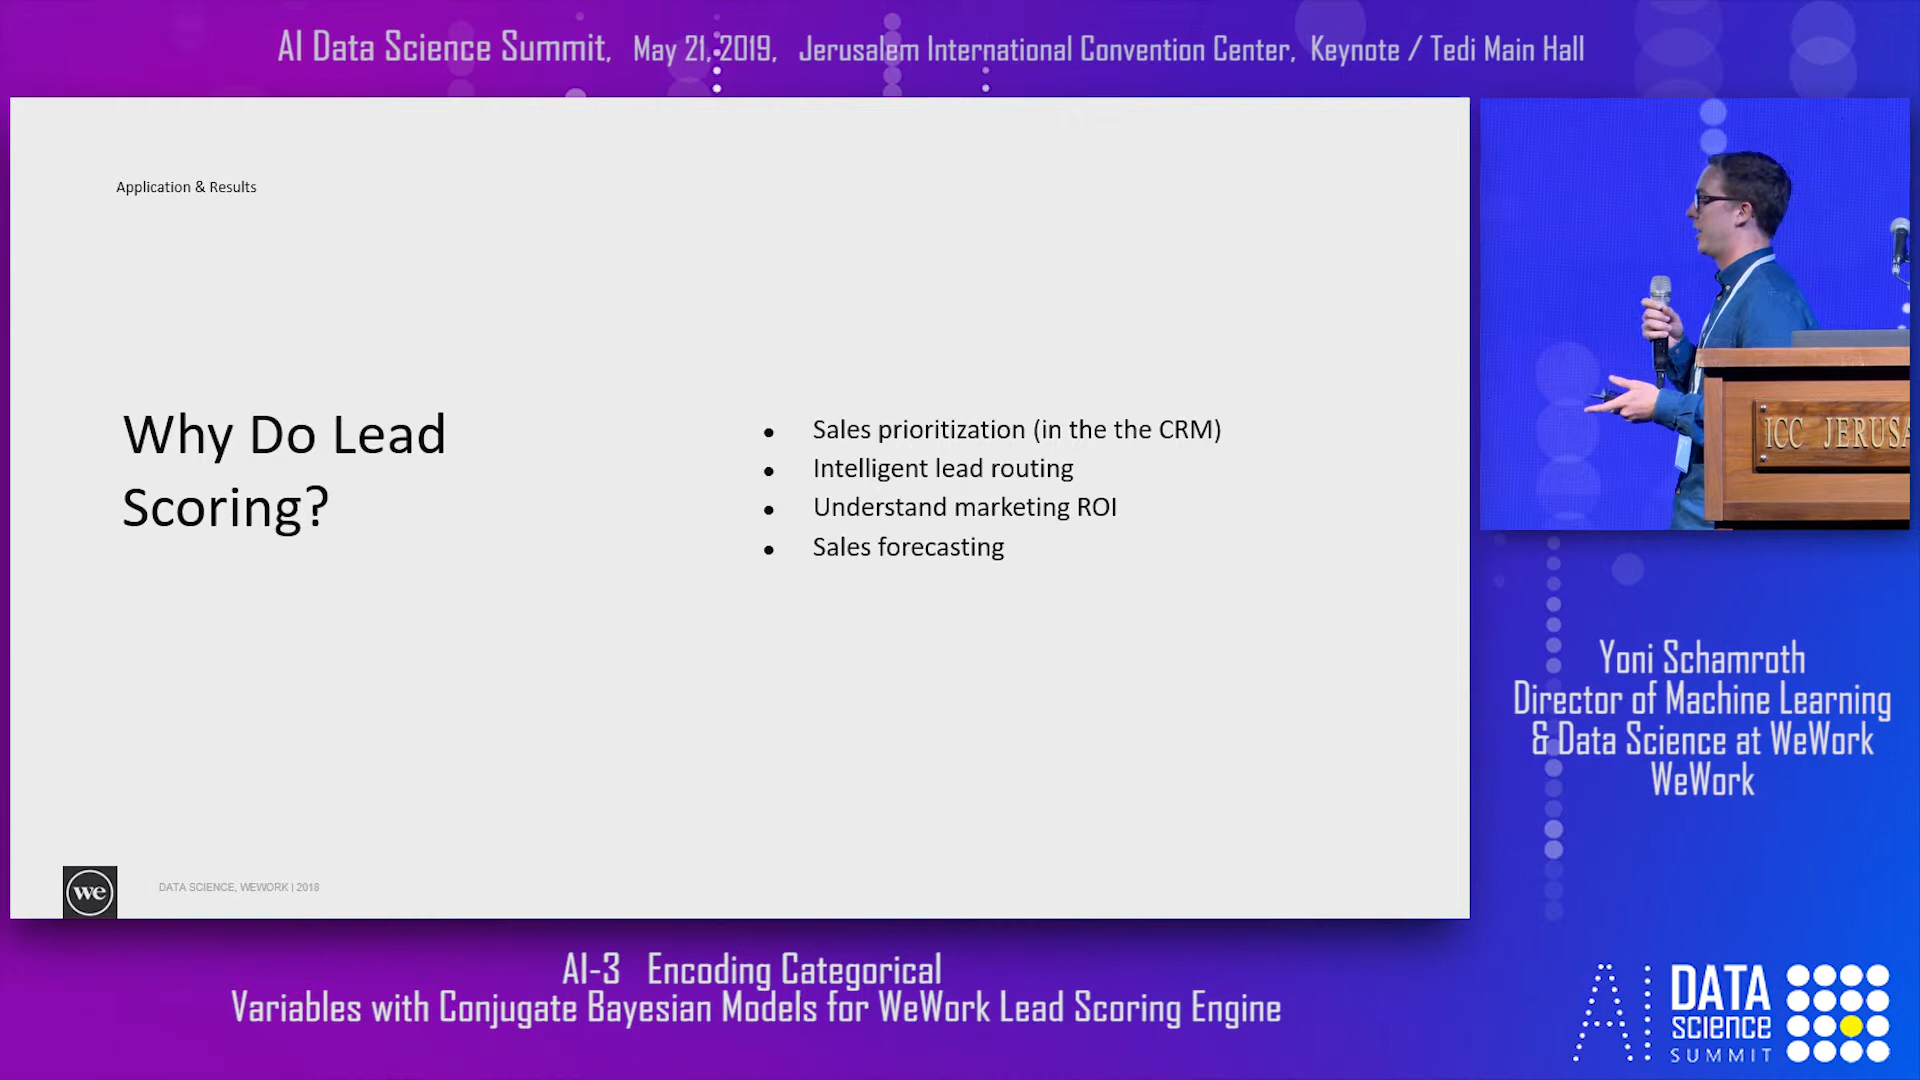 AI Data Science Summit, May 21, 2019, Jerusalem International Convention Center, Keynote / Tedi Main Hall
Application & Results
Why Do Lead
Scoring?
● Sales prioritization (in the the CRM)
● Intelligent lead routing
● Understand marketing ROI
● Sales forecasting
we
DATA SCIENCE, WEWORK | 2018
ICC JERUSA
Yoni Schamroth
Director of Machine Learning
& Data Science at WeWork
WeWork
AI-3 Encoding Categorical
Variables with Conjugate Bayesian Models for WeWork Lead Scoring Engine
AI
DATA
SCIENCE
SUMMIT